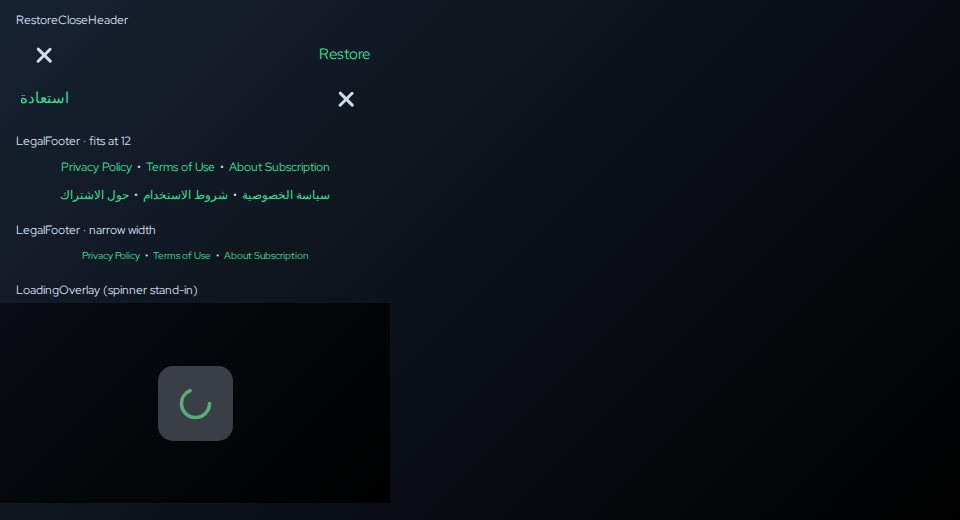 RestoreCloseHeader
Restore
استعادة
LegalFooter · fits at 12
Privacy Policy • Terms of Use • About Subscription
سياسة الخصوصية • شروط الاستخدام • حول الاشتراك
LegalFooter · narrow width
Privacy Policy • Terms of Use • About Subscription
LoadingOverlay (spinner stand-in)